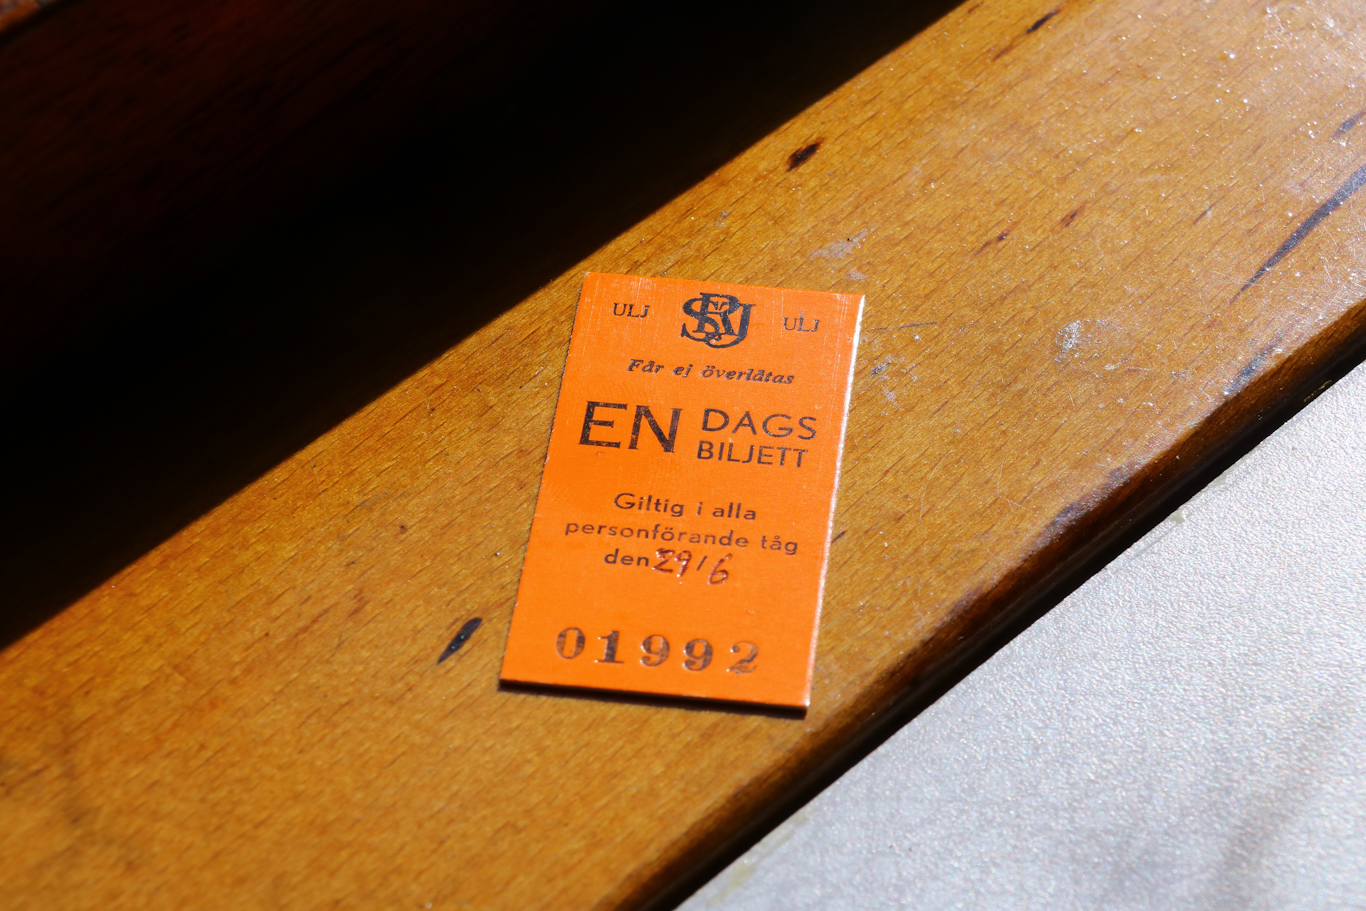 ULJ SRJ ULJ
Får ej överlåtas
EN DAGS
BILJETT
Giltig i alla
personförande tåg
den 29/6
01992